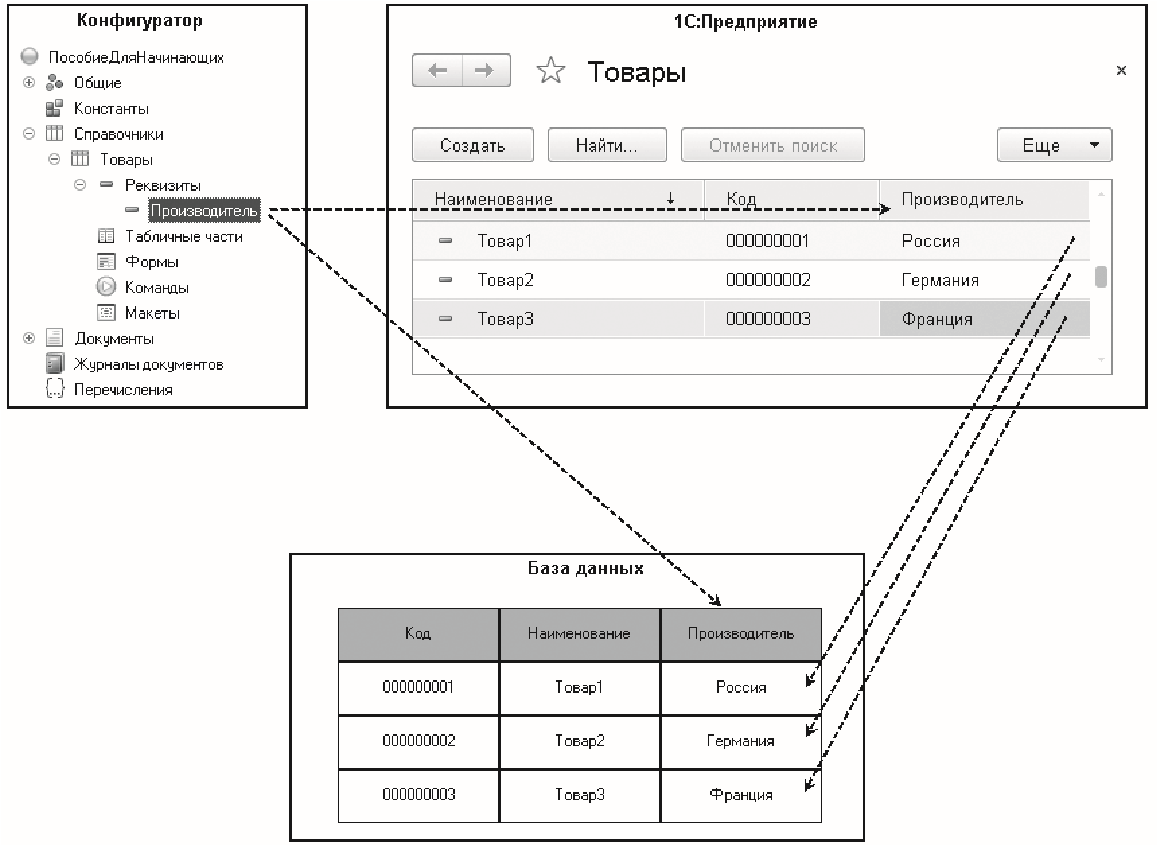 Конфигуратор
ПособиеДляНачинающих
Общие
Константы
Справочники
Товары
Реквизиты
Производитель
Табличные части
Формы
Команды
Макеты
Документы
Журналы документов
Перечисления
1С:Предприятие
Товары
Создать Найти... Отменить поиск Еще
Наименование Код Производитель
Товар1 000000001 Россия
Товар2 000000002 Германия
Товар3 000000003 Франция
База данных
Код Наименование Производитель
000000001 Товар1 Россия
000000002 Товар2 Германия
000000003 Товар3 Франция